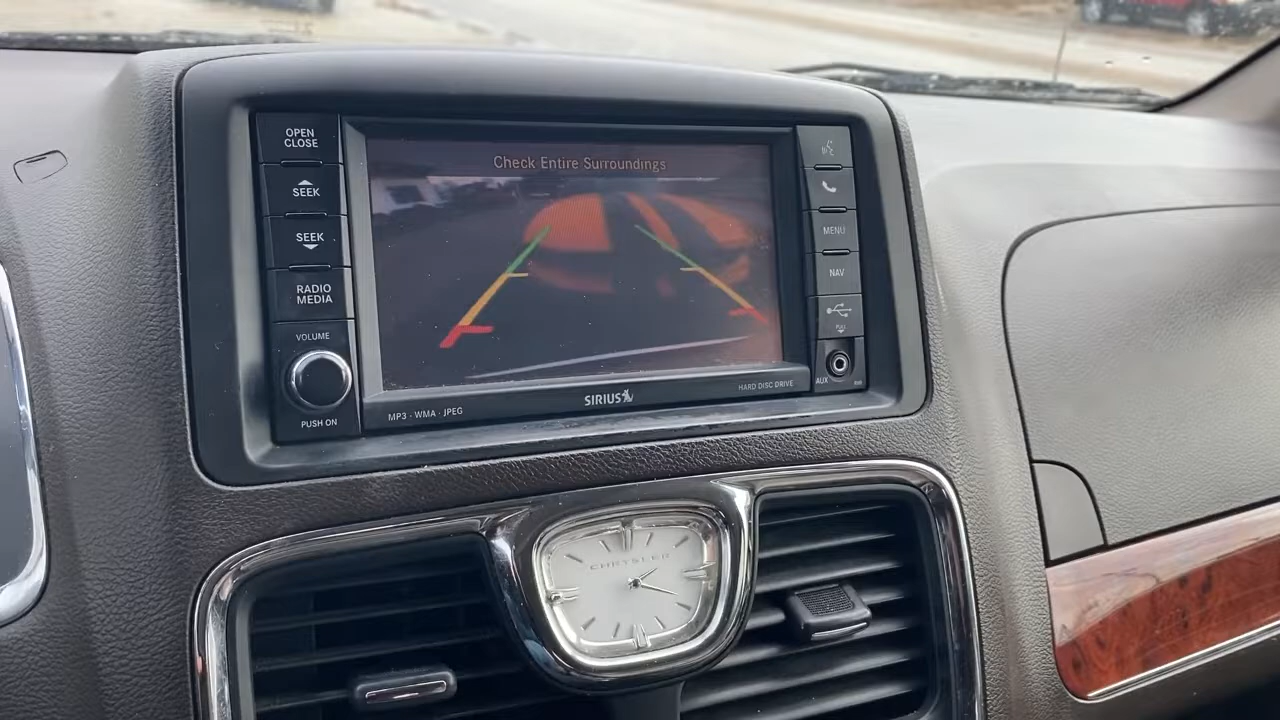 OPEN
CLOSE
SEEK
SEEK
RADIO
MEDIA
VOLUME
PUSH ON
Check Entire Surroundings
MP3 - WMA - JPEG
SIRIUS
HARD DISC DRIVE
MENU
NAV
PULL
AUX
CHRYSLER